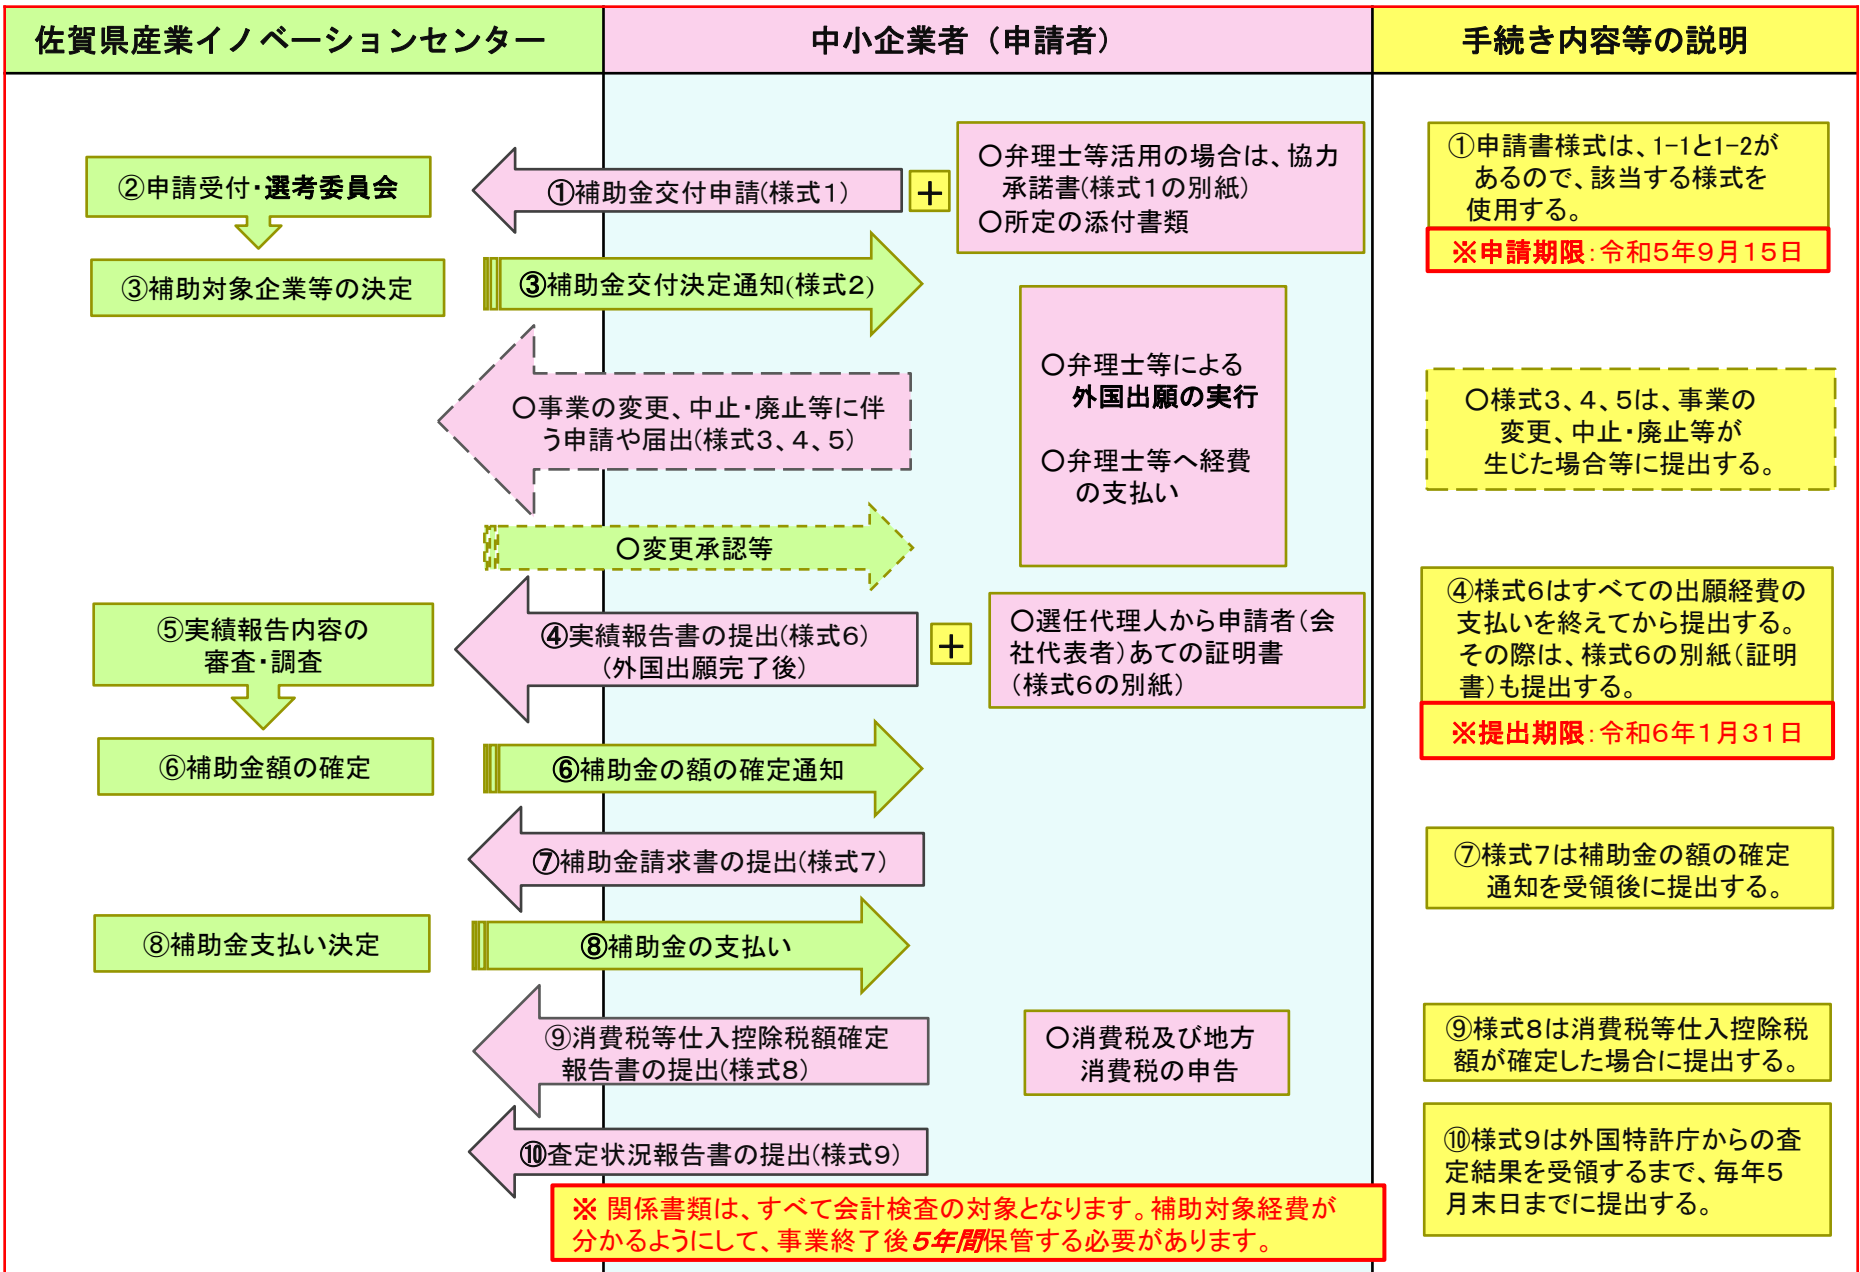 佐賀県産業イノベーションセンター
中小企業者（申請者）
手続き内容等の説明
②申請受付・選考委員会
①補助金交付申請(様式1)
＋
○弁理士等活用の場合は、協力
承諾書(様式1の別紙)
○所定の添付書類
①申請書様式は、1-1と1-2が
あるので、該当する様式を
使用する。
※申請期限:令和5年9月15日
③補助対象企業等の決定
③補助金交付決定通知(様式2)
○弁理士等による
外国出願の実行
○弁理士等へ経費
の支払い
○事業の変更、中止・廃止等に伴
う申請や届出(様式3、4、5)
○様式3、4、5は、事業の
変更、中止・廃止等が
生じた場合等に提出する。
○変更承認等
⑤実績報告内容の
審査・調査
④実績報告書の提出(様式6)
(外国出願完了後)
＋
○選任代理人から申請者(会
社代表者)あての証明書
(様式6の別紙)
④様式6はすべての出願経費の
支払いを終えてから提出する。
その際は、様式6の別紙(証明
書)も提出する。
※提出期限:令和6年1月31日
⑥補助金額の確定
⑥補助金の額の確定通知
⑦補助金請求書の提出(様式7)
⑦様式7は補助金の額の確定
通知を受領後に提出する。
⑧補助金支払い決定
⑧補助金の支払い
⑨消費税等仕入控除税額確定
報告書の提出(様式8)
○消費税及び地方
消費税の申告
⑨様式8は消費税等仕入控除税
額が確定した場合に提出する。
⑩査定状況報告書の提出(様式9)
⑩様式9は外国特許庁からの査
定結果を受領するまで、毎年5
月末日までに提出する。
※ 関係書類は、すべて会計検査の対象となります。補助対象経費が
分かるようにして、事業終了後5年間保管する必要があります。